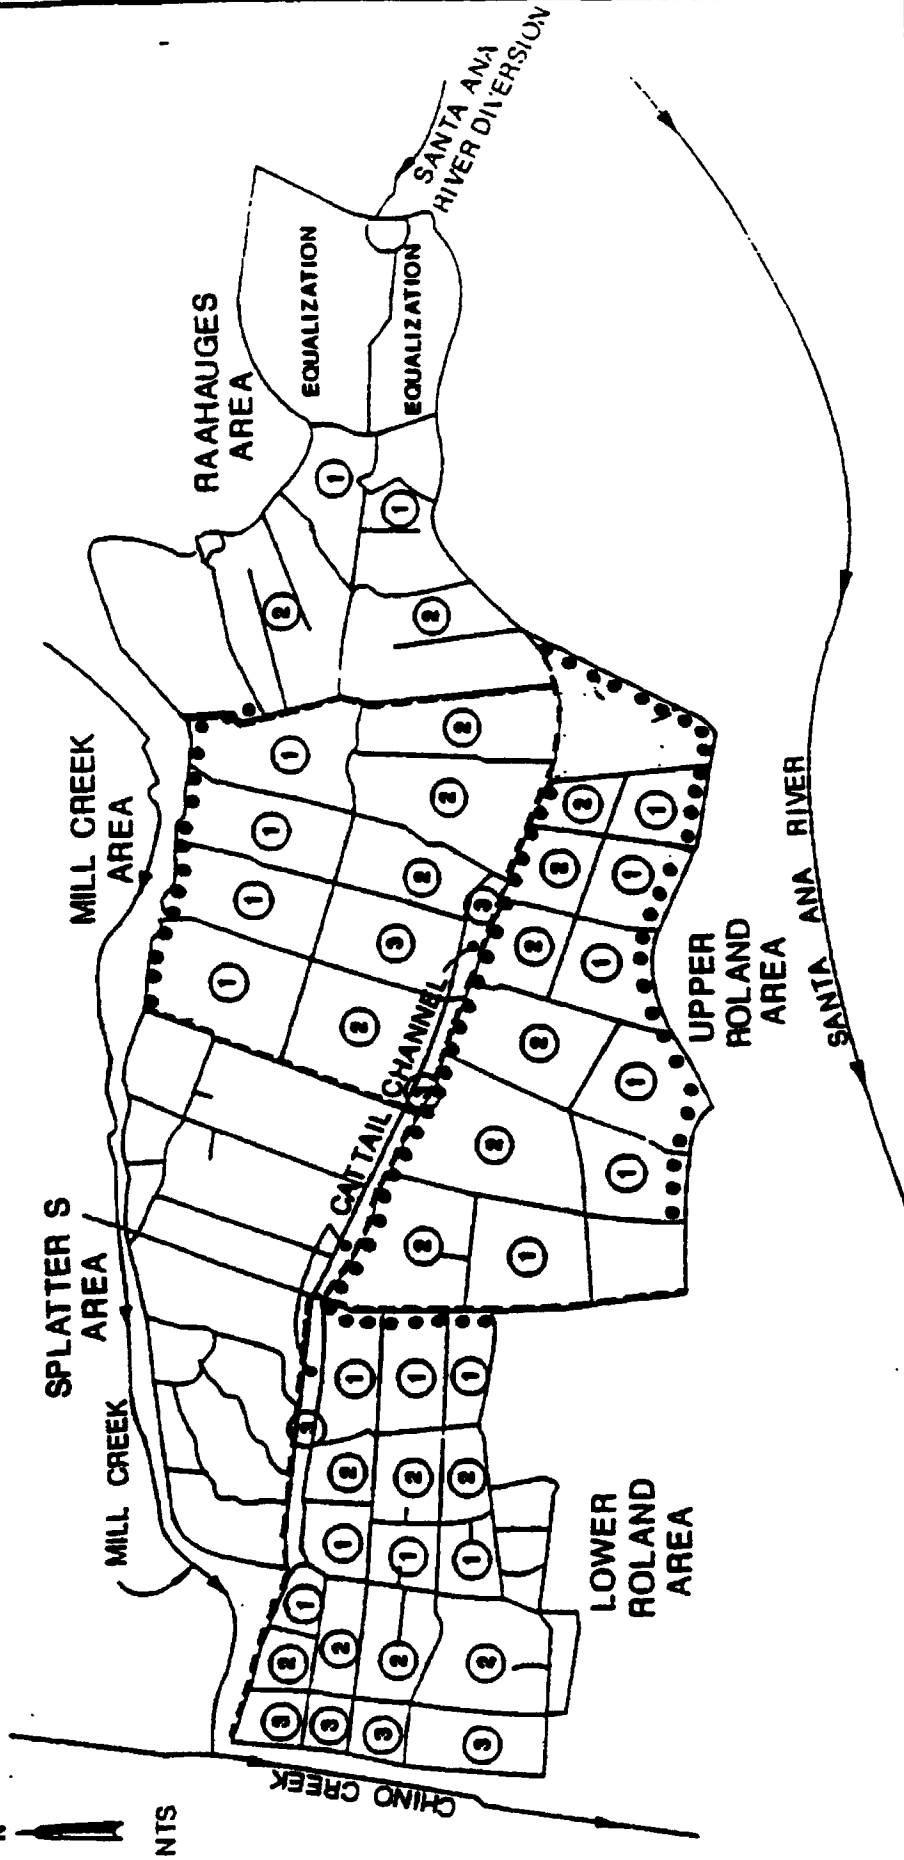 N
NTS
CHINO CREEK
MILL CREEK
SPLATTER S
AREA
MILL CREEK
AREA
RAAHAUGES
AREA
EQUALIZATION
EQUALIZATION
SANTA ANA
RIVER DIVERSION
CATTAIL CHANNEL
LOWER
ROLAND
AREA
UPPER
ROLAND
AREA
SANTA ANA RIVER
3
3
3
3
2
2
2
2
1
1
1
1
2
2
2
1
1
1
3
2
1
2
1
2
1
2
1
2
1
2
1
3
1
1
1
1
2
3
2
2
2
2
2
1
1